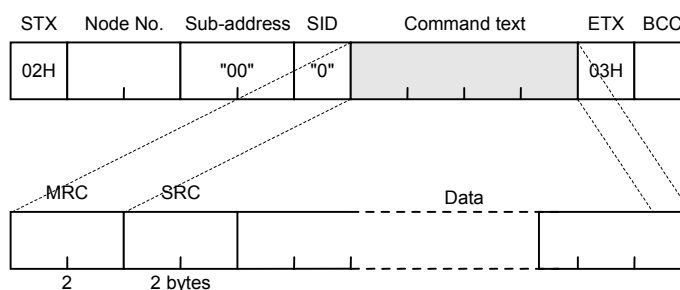 STX Node No. Sub-address SID Command text ETX BCC
02H "00" "0" 03H
MRC SRC Data
2 2 bytes